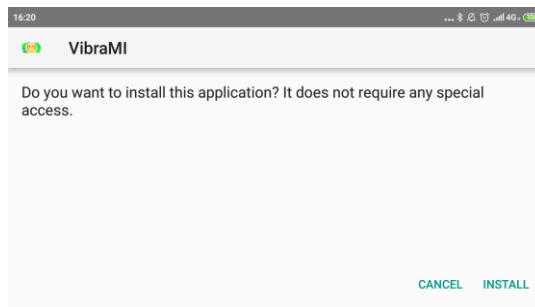 16:20 ... 4G
VibraMI
Do you want to install this application? It does not require any special
access.
CANCEL INSTALL